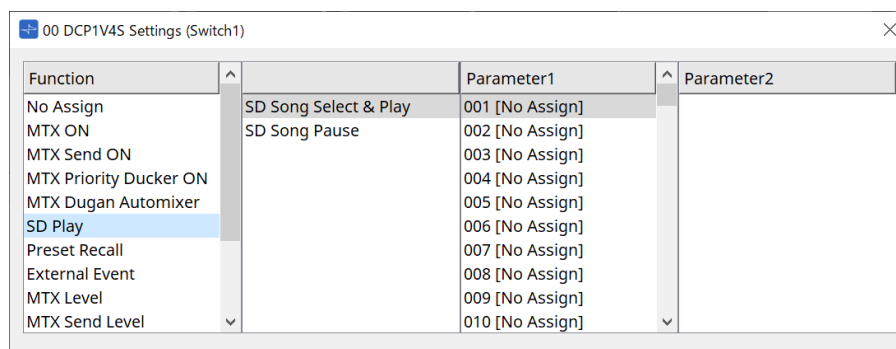 00 DCP1V4S Settings (Switch1)
Function Parameter1 Parameter2
No Assign SD Song Select & Play 001 [No Assign]
MTX ON SD Song Pause 002 [No Assign]
MTX Send ON 003 [No Assign]
MTX Priority Ducker ON 004 [No Assign]
MTX Dugan Automixer 005 [No Assign]
SD Play 006 [No Assign]
Preset Recall 007 [No Assign]
External Event 008 [No Assign]
MTX Level 009 [No Assign]
MTX Send Level 010 [No Assign]